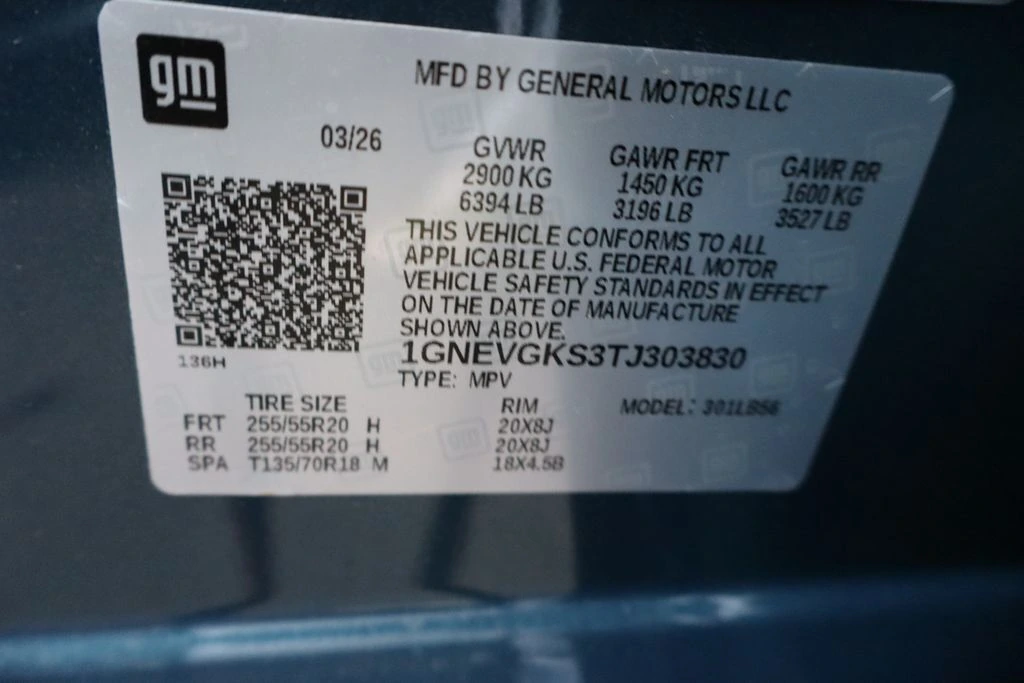 gm
MFD BY GENERAL MOTORS LLC
03/26
GVWR GAWR FRT GAWR RR
2900 KG 1450 KG 1600 KG
6394 LB 3196 LB 3527 LB
THIS VEHICLE CONFORMS TO ALL
APPLICABLE U.S. FEDERAL MOTOR
VEHICLE SAFETY STANDARDS IN EFFECT
ON THE DATE OF MANUFACTURE
SHOWN ABOVE.
1GNEVGKS3TJ303830
136H
TYPE: MPV
TIRE SIZE RIM MODEL:
FRT 255/55R20 H 20X8J
RR 255/55R20 H 20X8J
SPA T135/70R18 M 18X4.5B